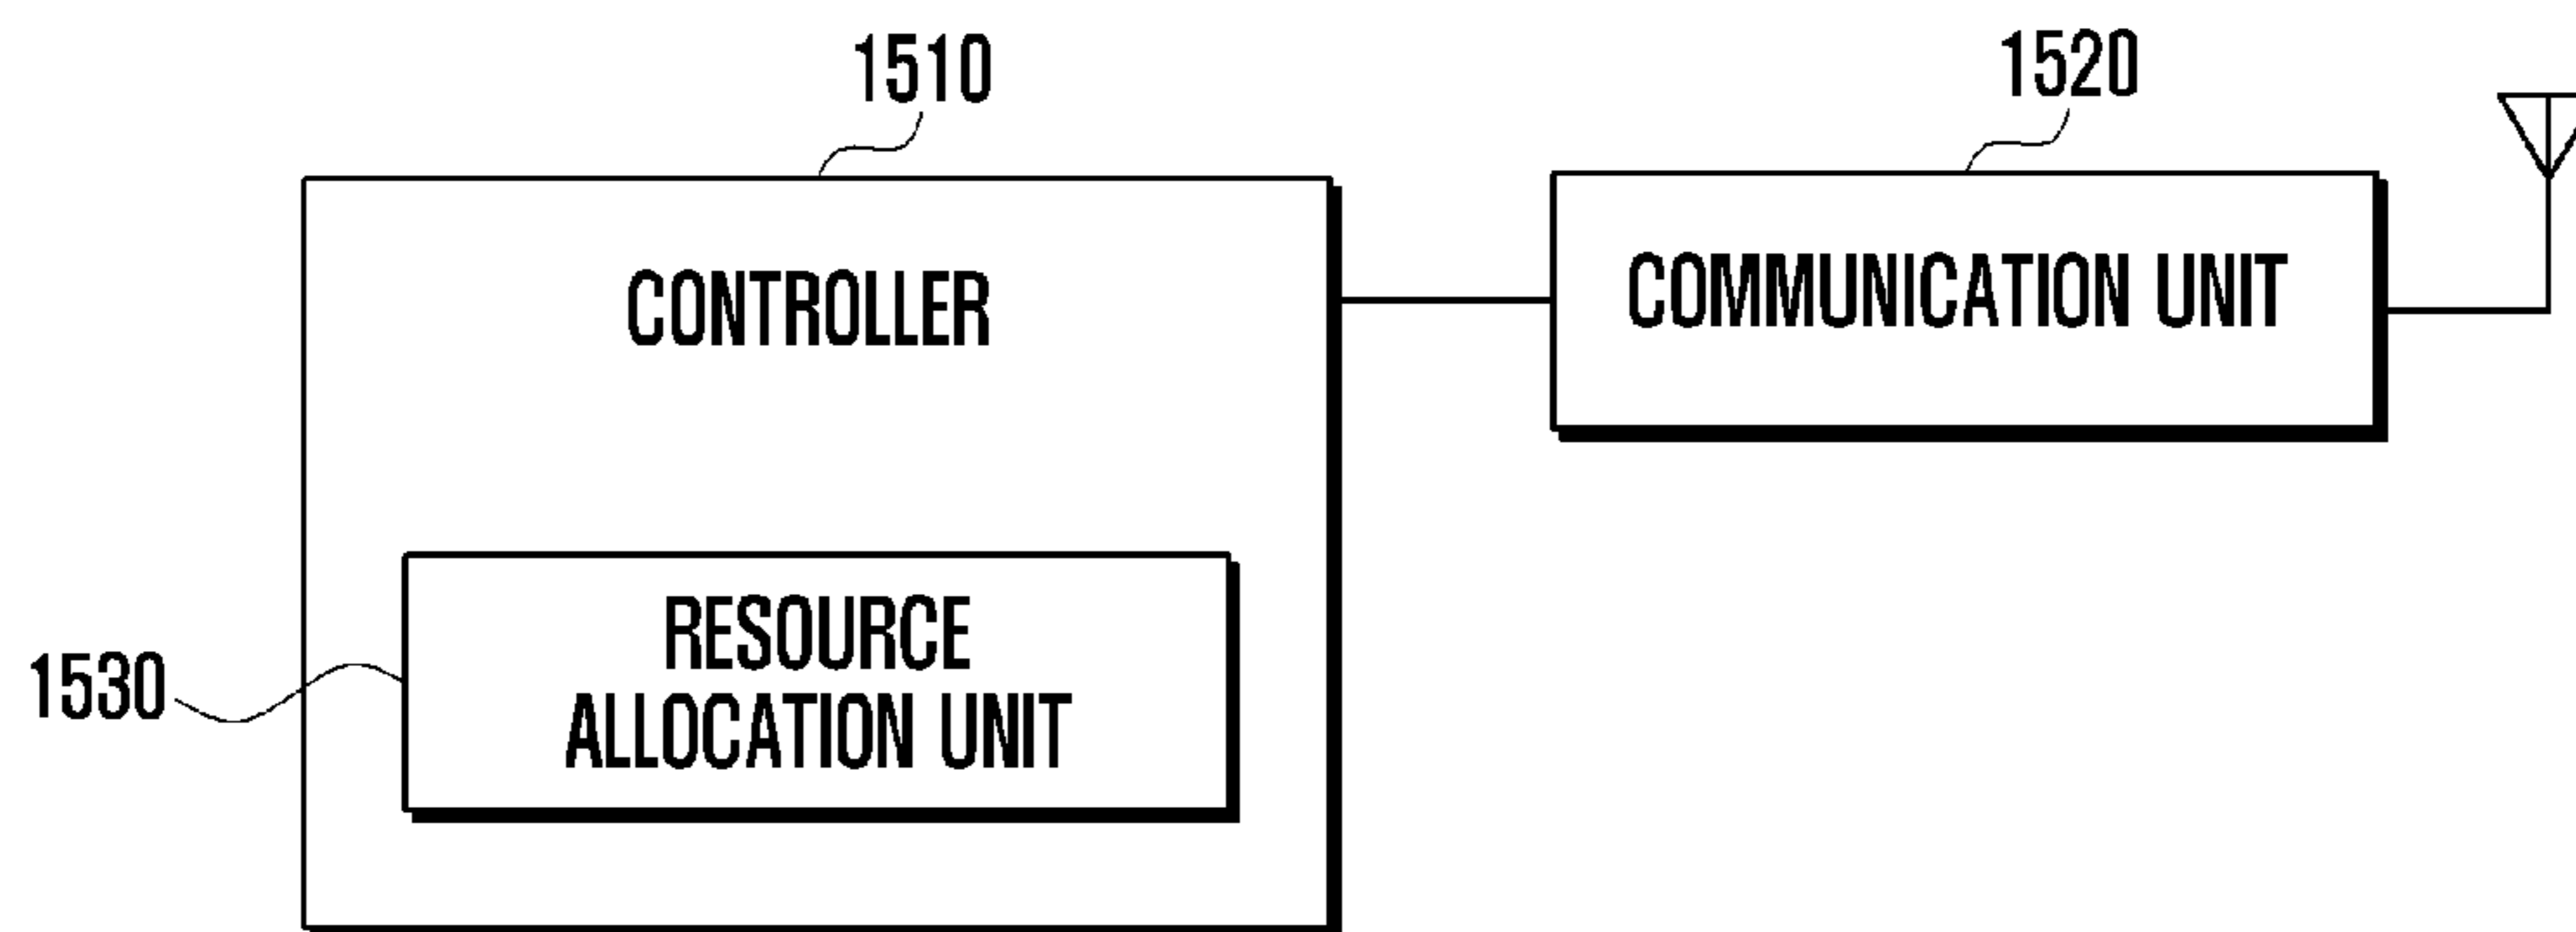 1510
1520
CONTROLLER
COMMUNICATION UNIT
1530
RESOURCE
ALLOCATION UNIT